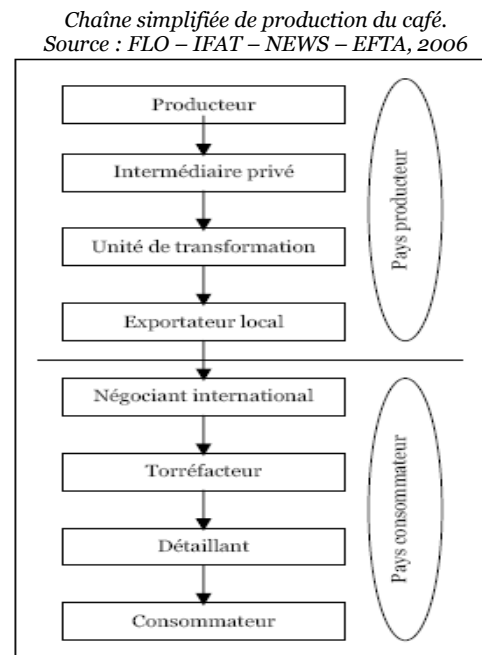 Chaîne simplifiée de production du café.
Source : FLO – IFAT – NEWS – EFTA, 2006
Producteur
Intermédiaire privé
Unité de transformation
Exportateur local
Pays producteur
Négociant international
Torréfacteur
Détaillant
Consommateur
Pays consommateur